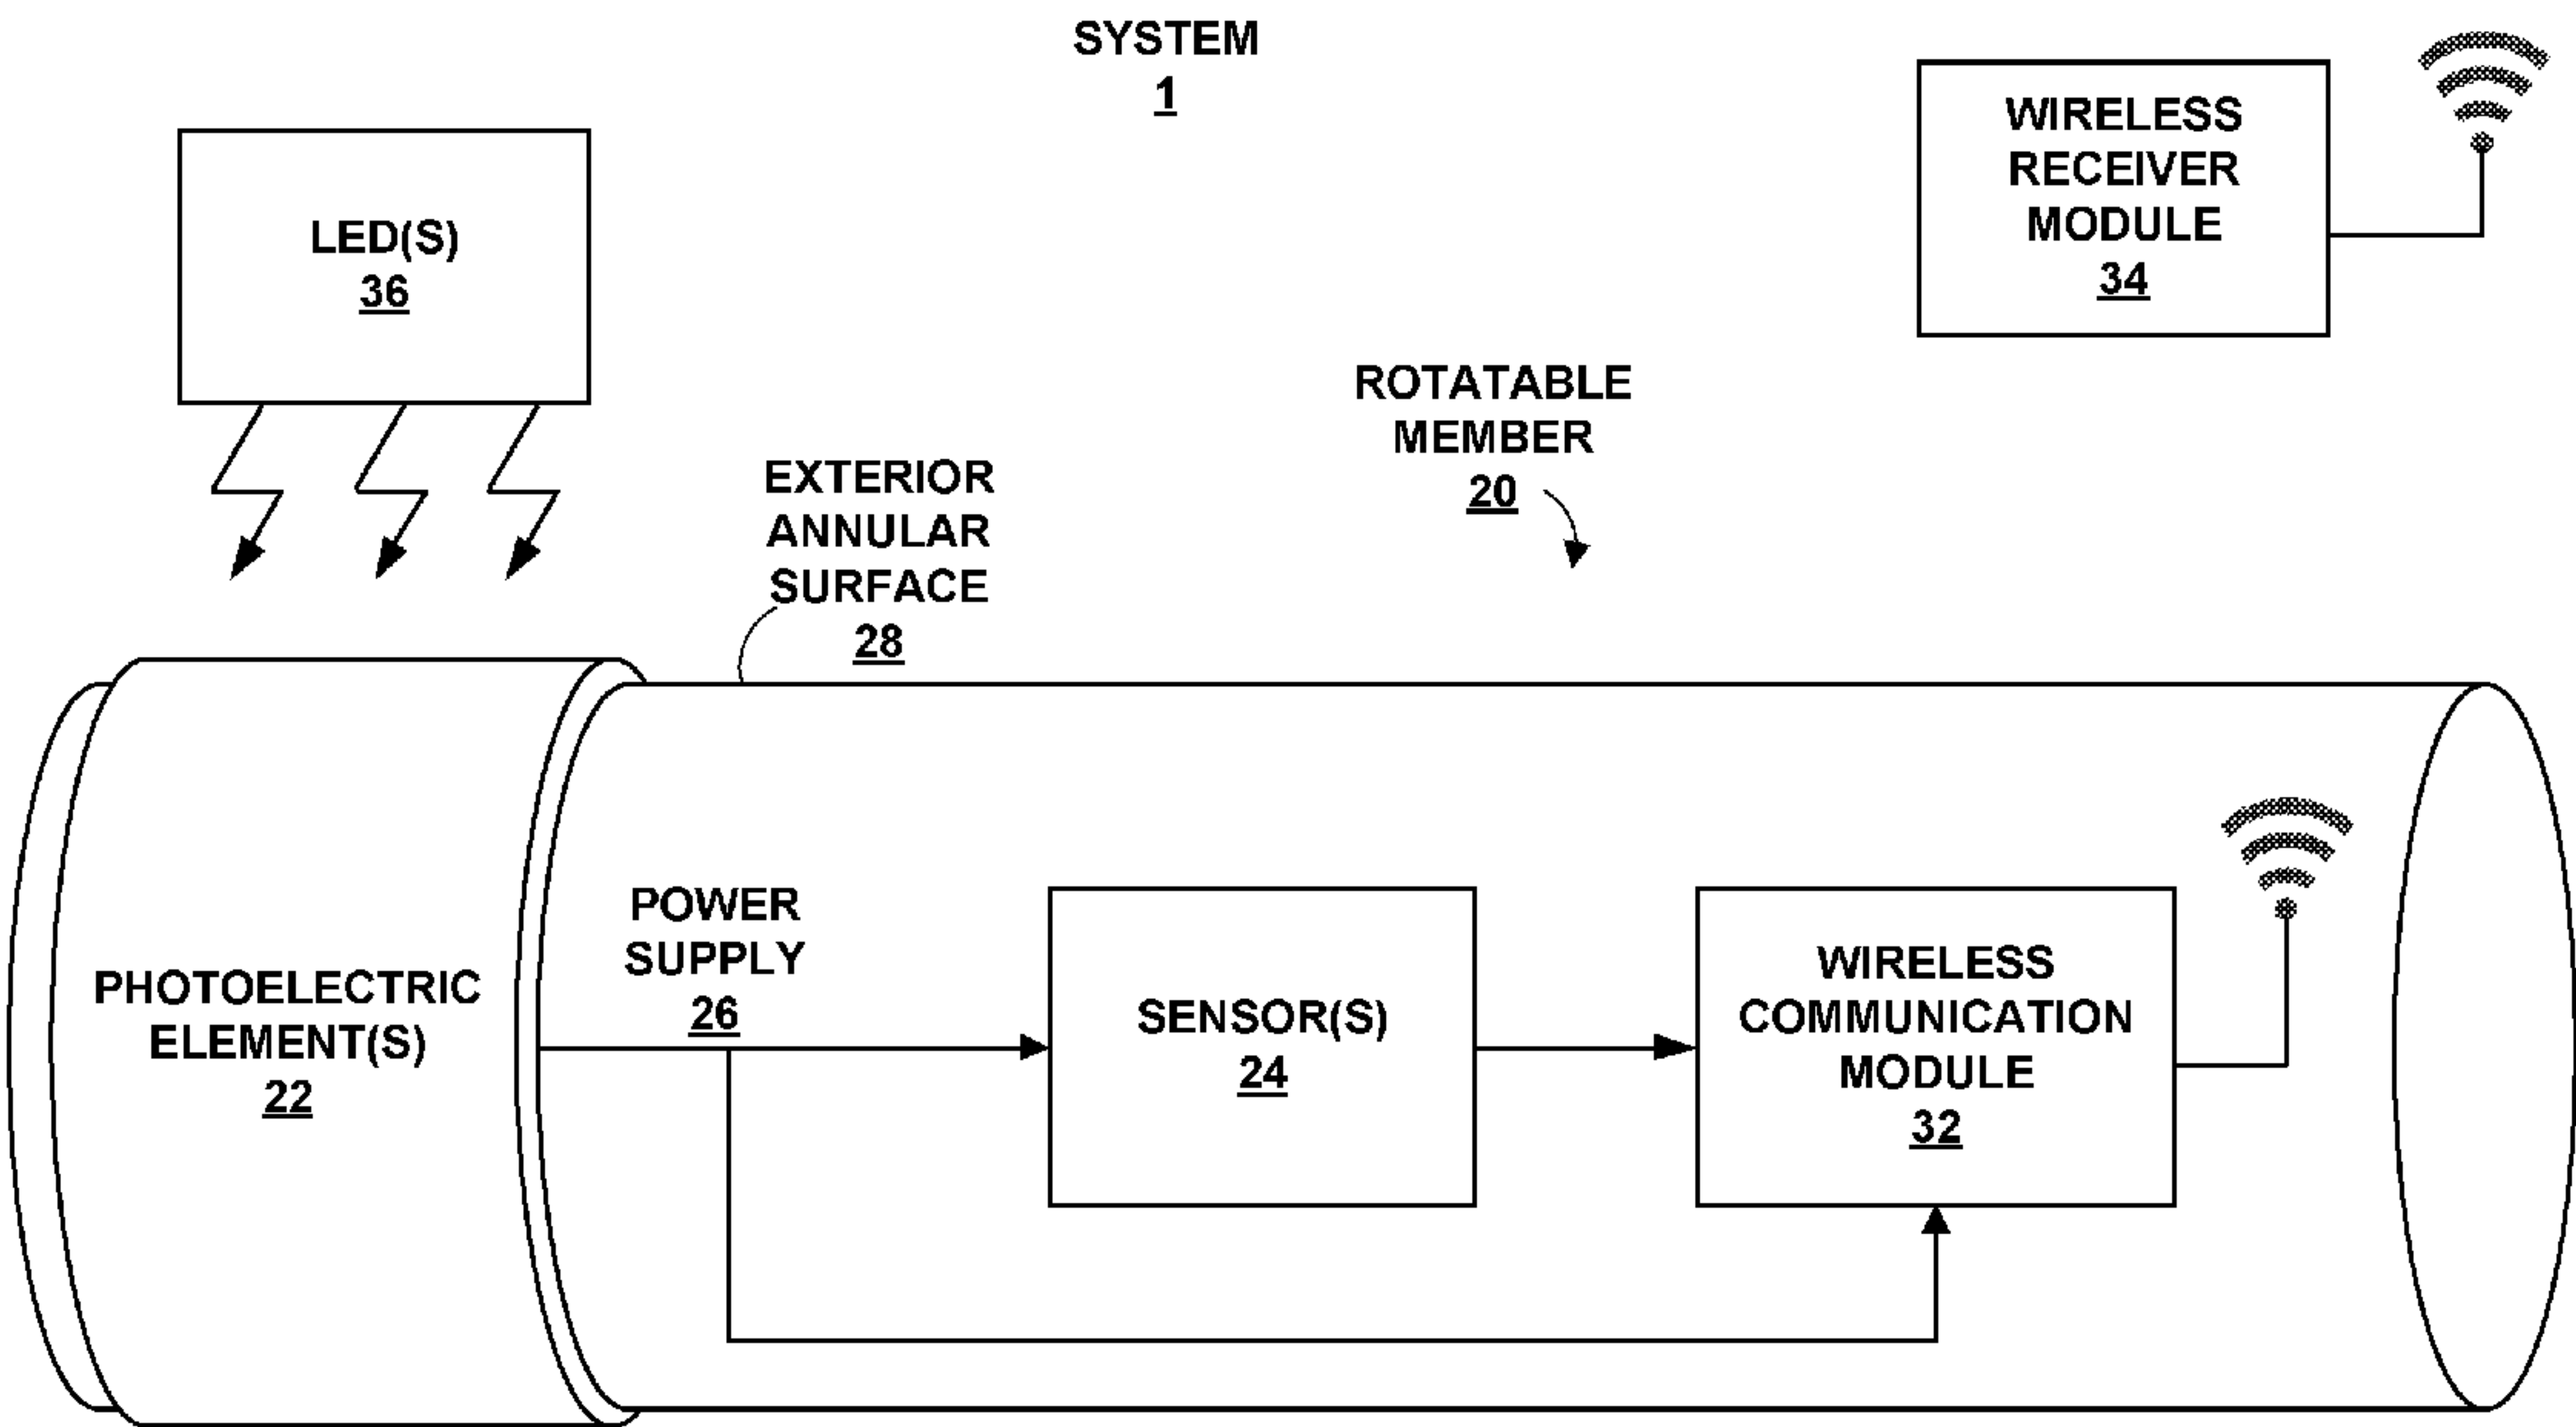 SYSTEM
1
WIRELESS
RECEIVER
MODULE
34
LED(S)
36
ROTATABLE
MEMBER
20
EXTERIOR
ANNULAR
SURFACE
28
POWER
SUPPLY
26
PHOTOELECTRIC
ELEMENT(S)
22
SENSOR(S)
24
WIRELESS
COMMUNICATION
MODULE
32